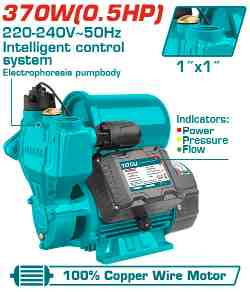 370W(0.5HP)
220-240V~50Hz
Intelligent control
system
Electrophoresis pumpbody
1"x1"
Indicators:
Power
Pressure
Flow
TOTAL
100% Copper Wire Motor